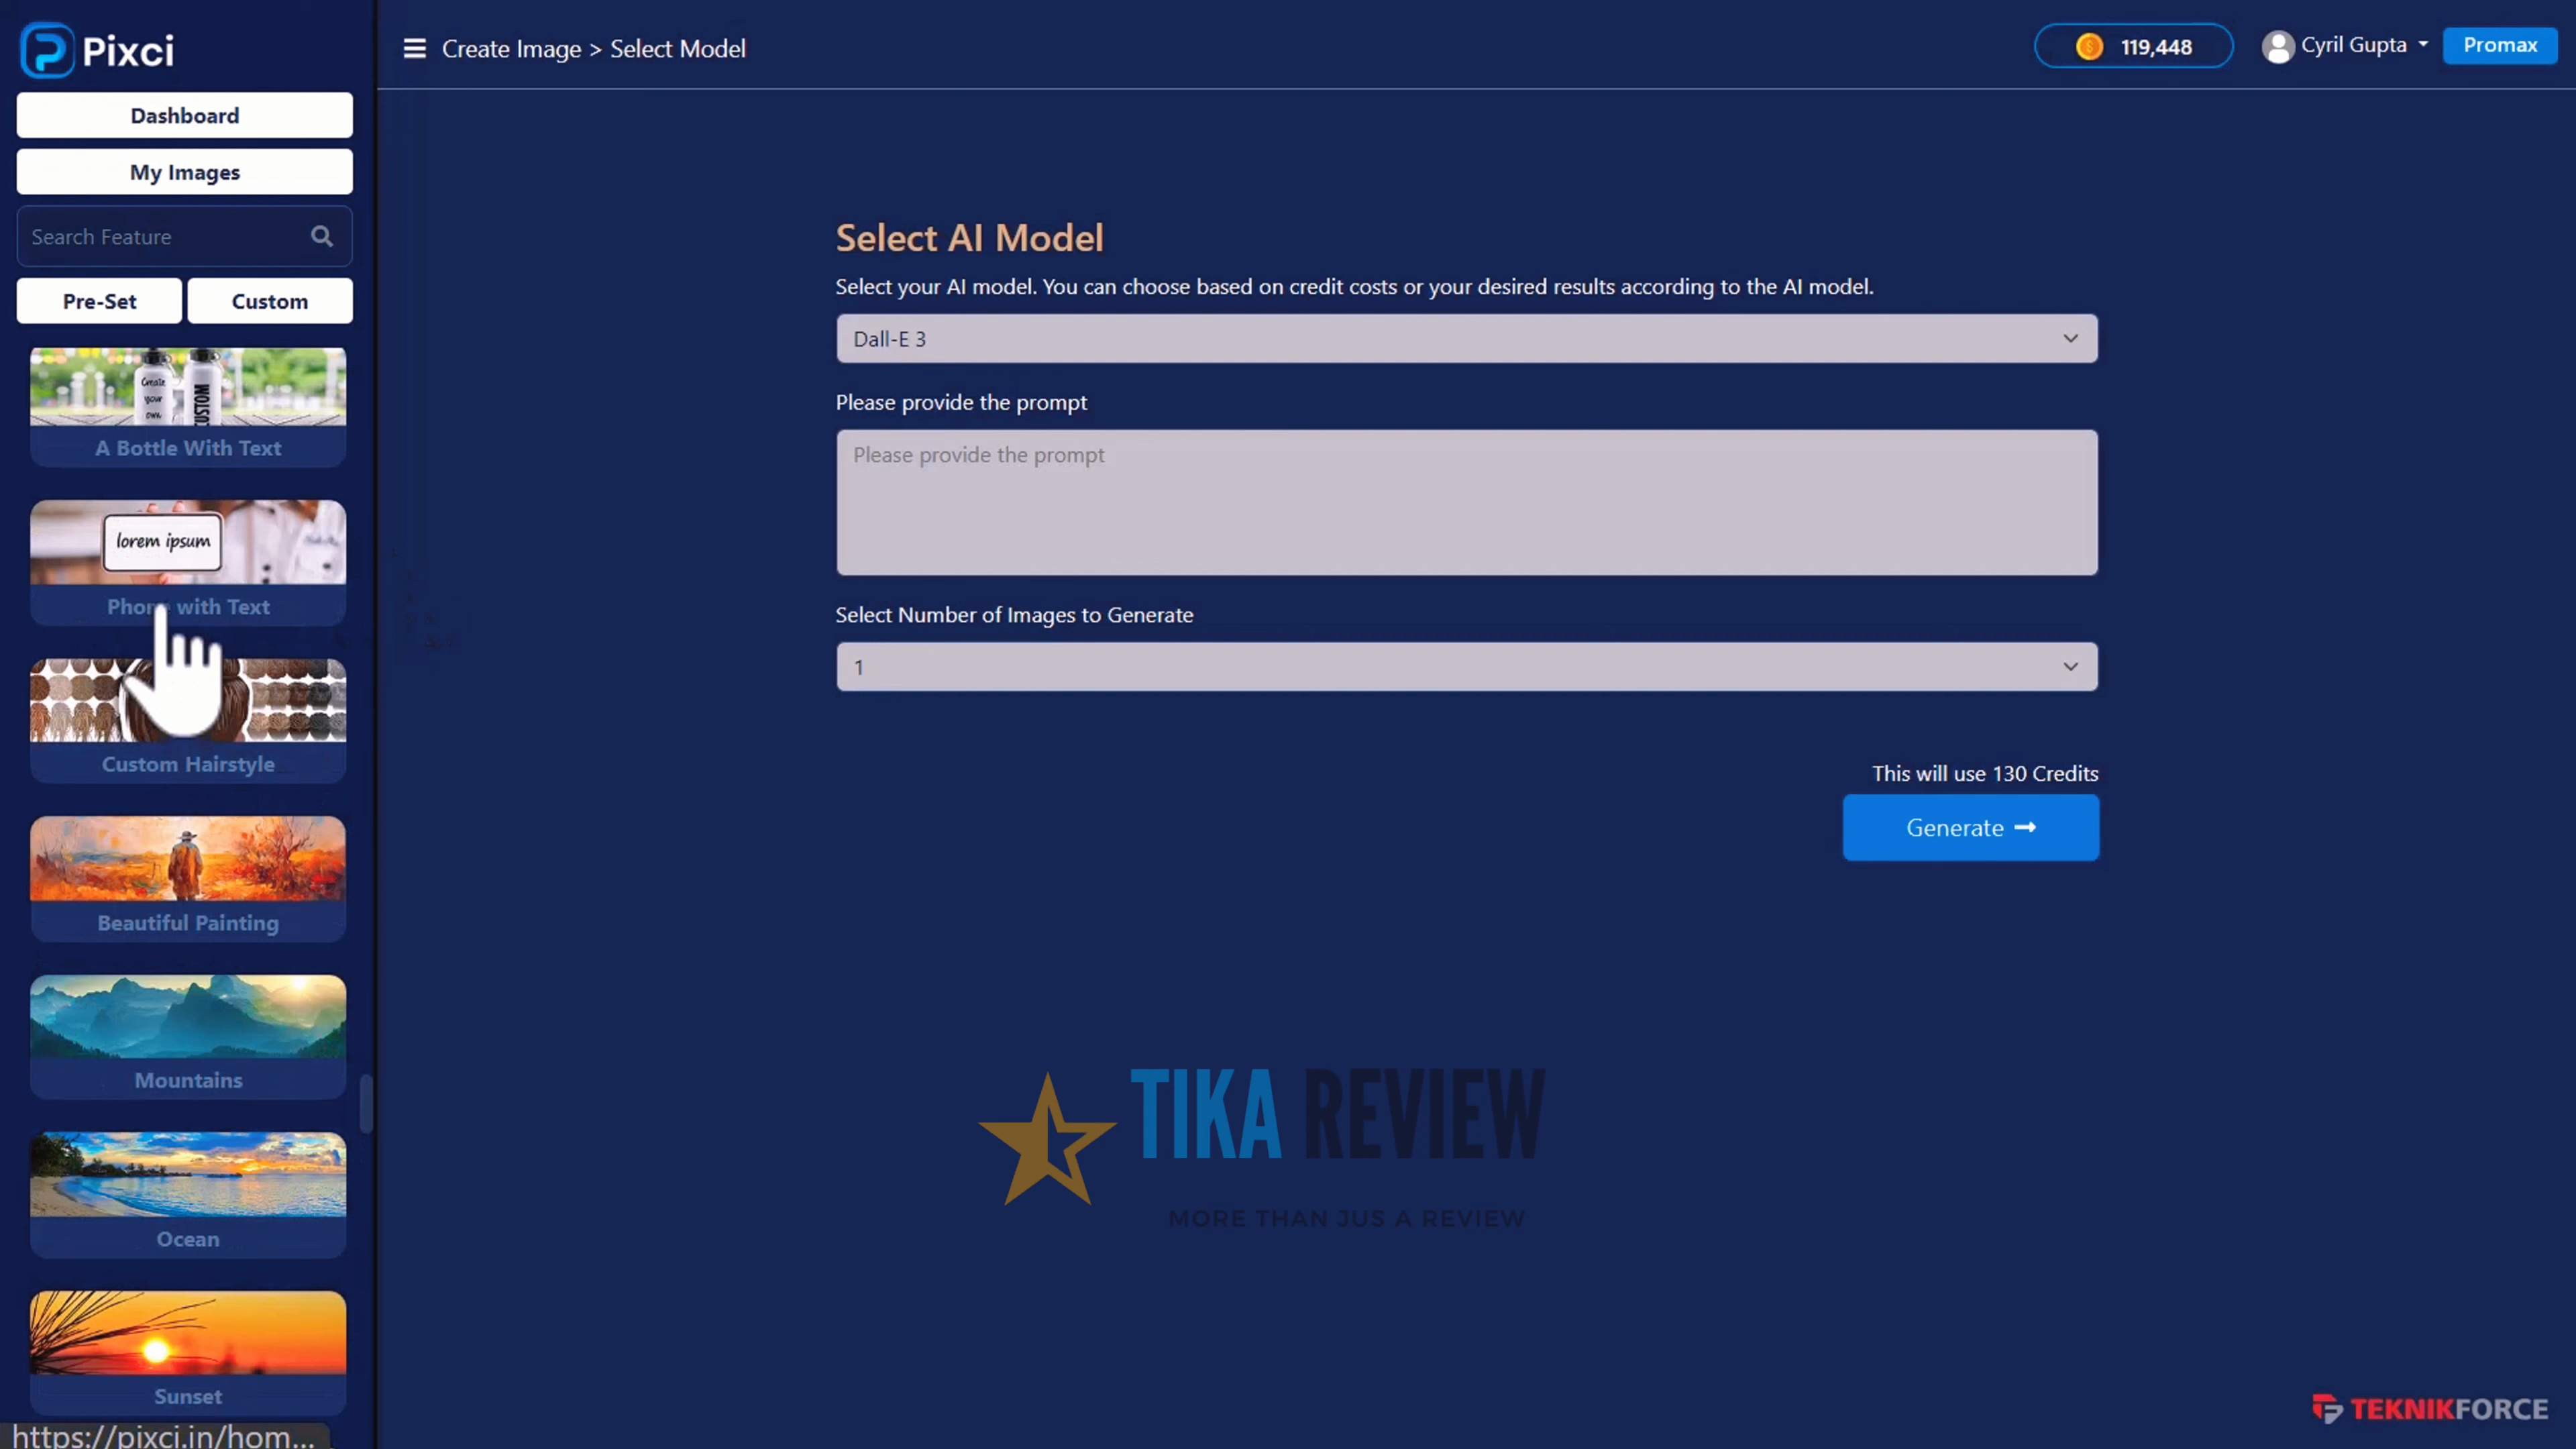 Pixci
Create Image > Select Model
119,448
Cyril Gupta
Promax
Dashboard
My Images
Search Feature
Pre-Set
Custom
Create
your
own
CUSTOM
A Bottle With Text
lorem ipsum
Phone with Text
Custom Hairstyle
Beautiful Painting
Mountains
Ocean
Sunset
https://pixci.in/hom...
Select AI Model
Select your AI model. You can choose based on credit costs or your desired results according to the AI model.
Dall-E 3
Please provide the prompt
Please provide the prompt
Select Number of Images to Generate
1
This will use 130 Credits
Generate
TIKA REVIEW
MORE THAN JUS A REVIEW
TEKNIKFORCE